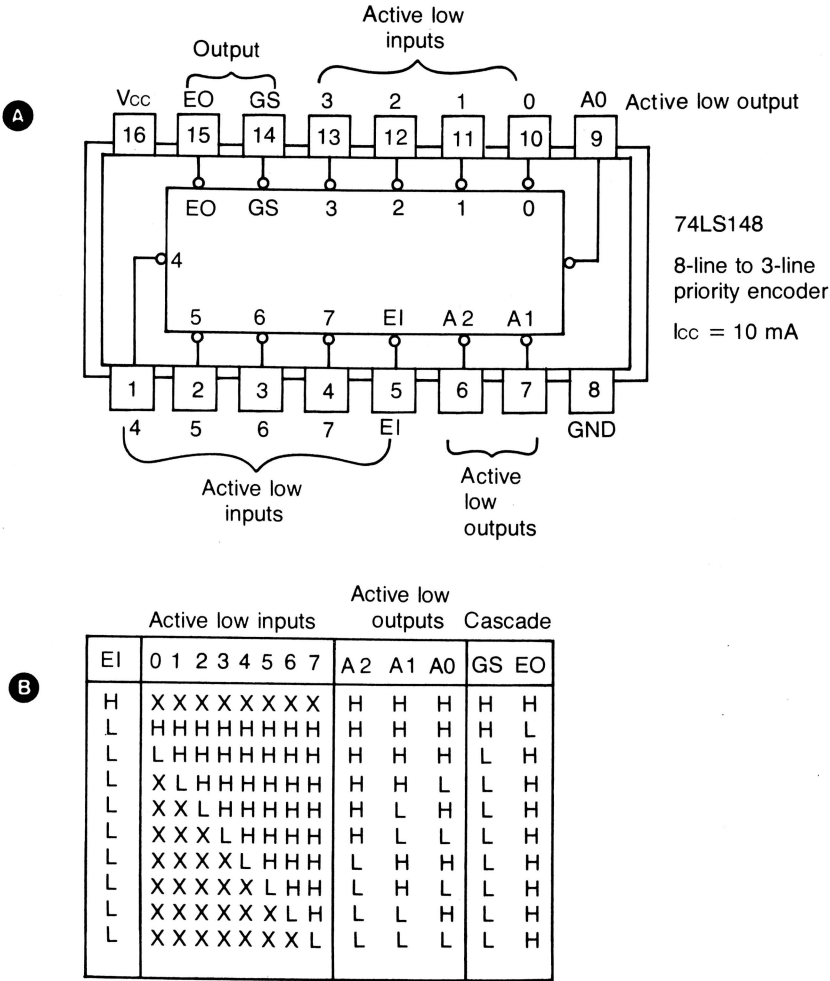 Active low
inputs
Output
A
Vcc EO GS 3 2 1 0 A0 Active low output
16 15 14 13 12 11 10 9
EO GS 3 2 1 0
74LS148
4
8-line to 3-line
priority encoder
5 6 7 EI A2 A1
Icc = 10 mA
1 2 3 4 5 6 7 8
4 5 6 7 EI GND
Active low
inputs
Active
low
outputs
Active low
Active low inputs outputs Cascade
B
EI 0 1 2 3 4 5 6 7 A2 A1 A0 GS EO
H X X X X X X X X H H H H H
L H H H H H H H H H H H H L
L L H H H H H H H H H H L H
L X L H H H H H H H H L L H
L X X L H H H H H H L H L H
L X X X L H H H H H L L L H
L X X X X L H H H L H H L H
L X X X X X L H H L H L L H
L X X X X X X L H L L H L H
L X X X X X X X L L L L L H